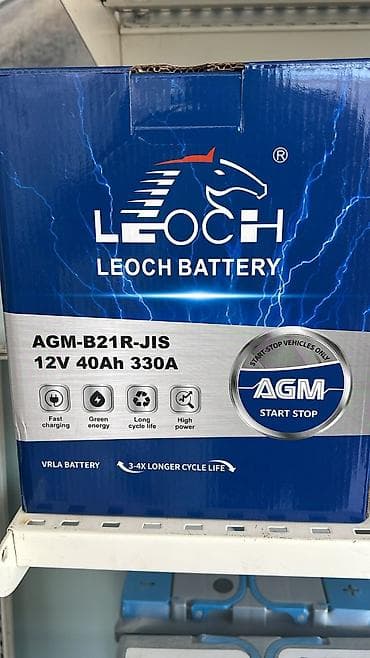 LEOCH
®
LEOCH BATTERY
AGM-B21R-JIS
12V 40Ah 330A
START-STOP VEHICLES ONLY
AGM
START STOP
Fast charging
Green energy
Long cycle life
High power
VRLA BATTERY
3-4X LONGER CYCLE LIFE